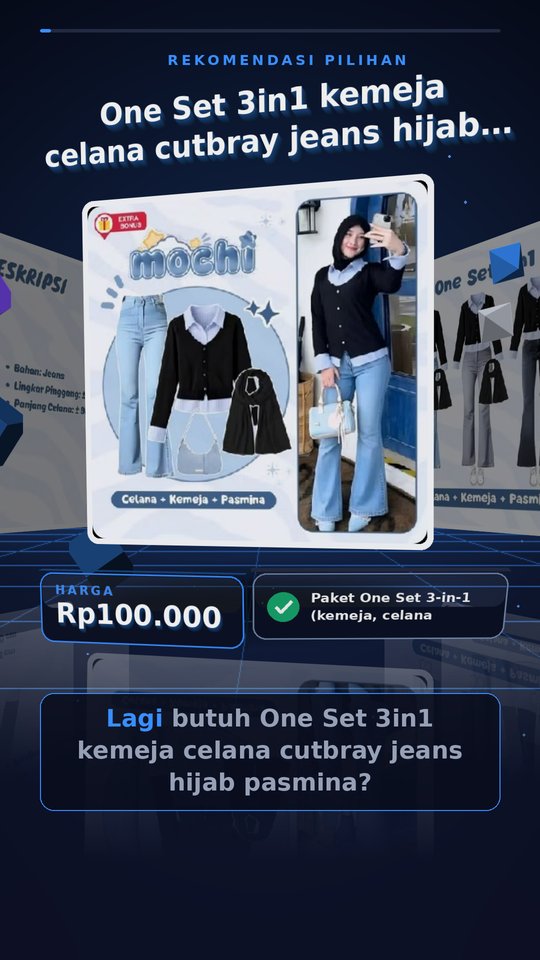 REKOMENDASI PILIHAN
One Set 3in1 kemeja
celana cutbray jeans hijab...
ESKRIPSI
• Bahan: Jeans
• Lingkar Pinggang:
• Panjang Celana: ±
EXTRA
BONUS
mochi
Celana + Kemeja + Pasmina
One Set
ana + Kemeja + Pasm
HARGA
Rp100.000
Paket One Set 3-in-1
(kemeja, celana
Lagi butuh One Set 3in1
kemeja celana cutbray jeans
hijab pasmina?